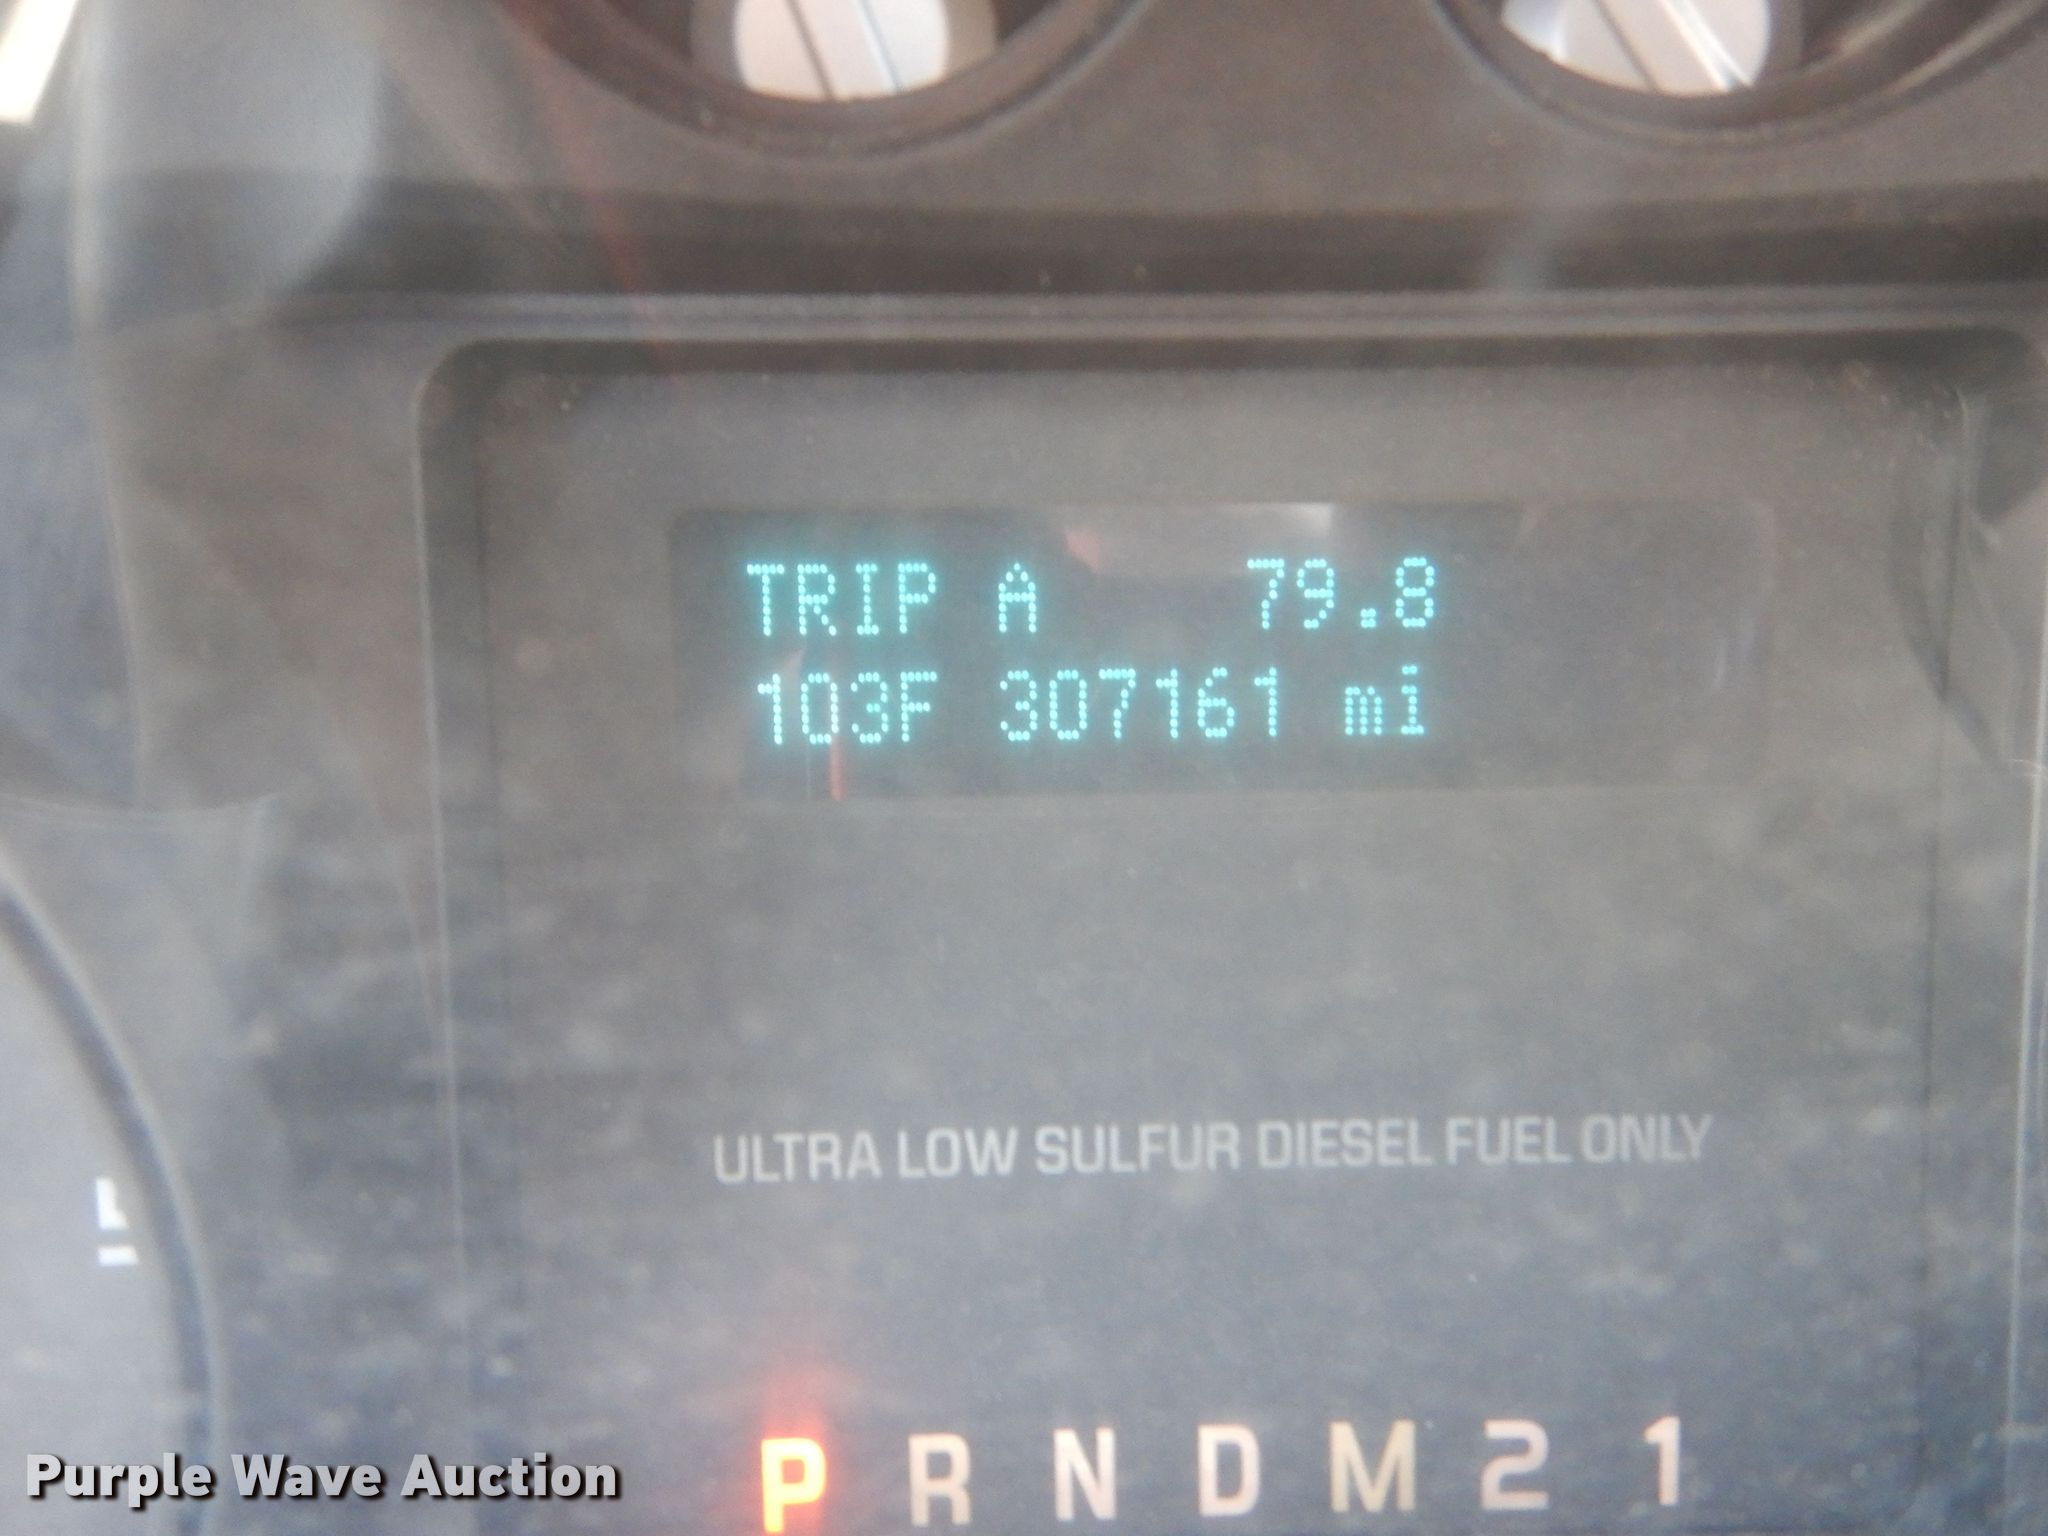 TRIP A 79.8
103F 307161 mi
ULTRA LOW SULFUR DIESEL FUEL ONLY
P R N D M 2 1
Purple Wave Auction